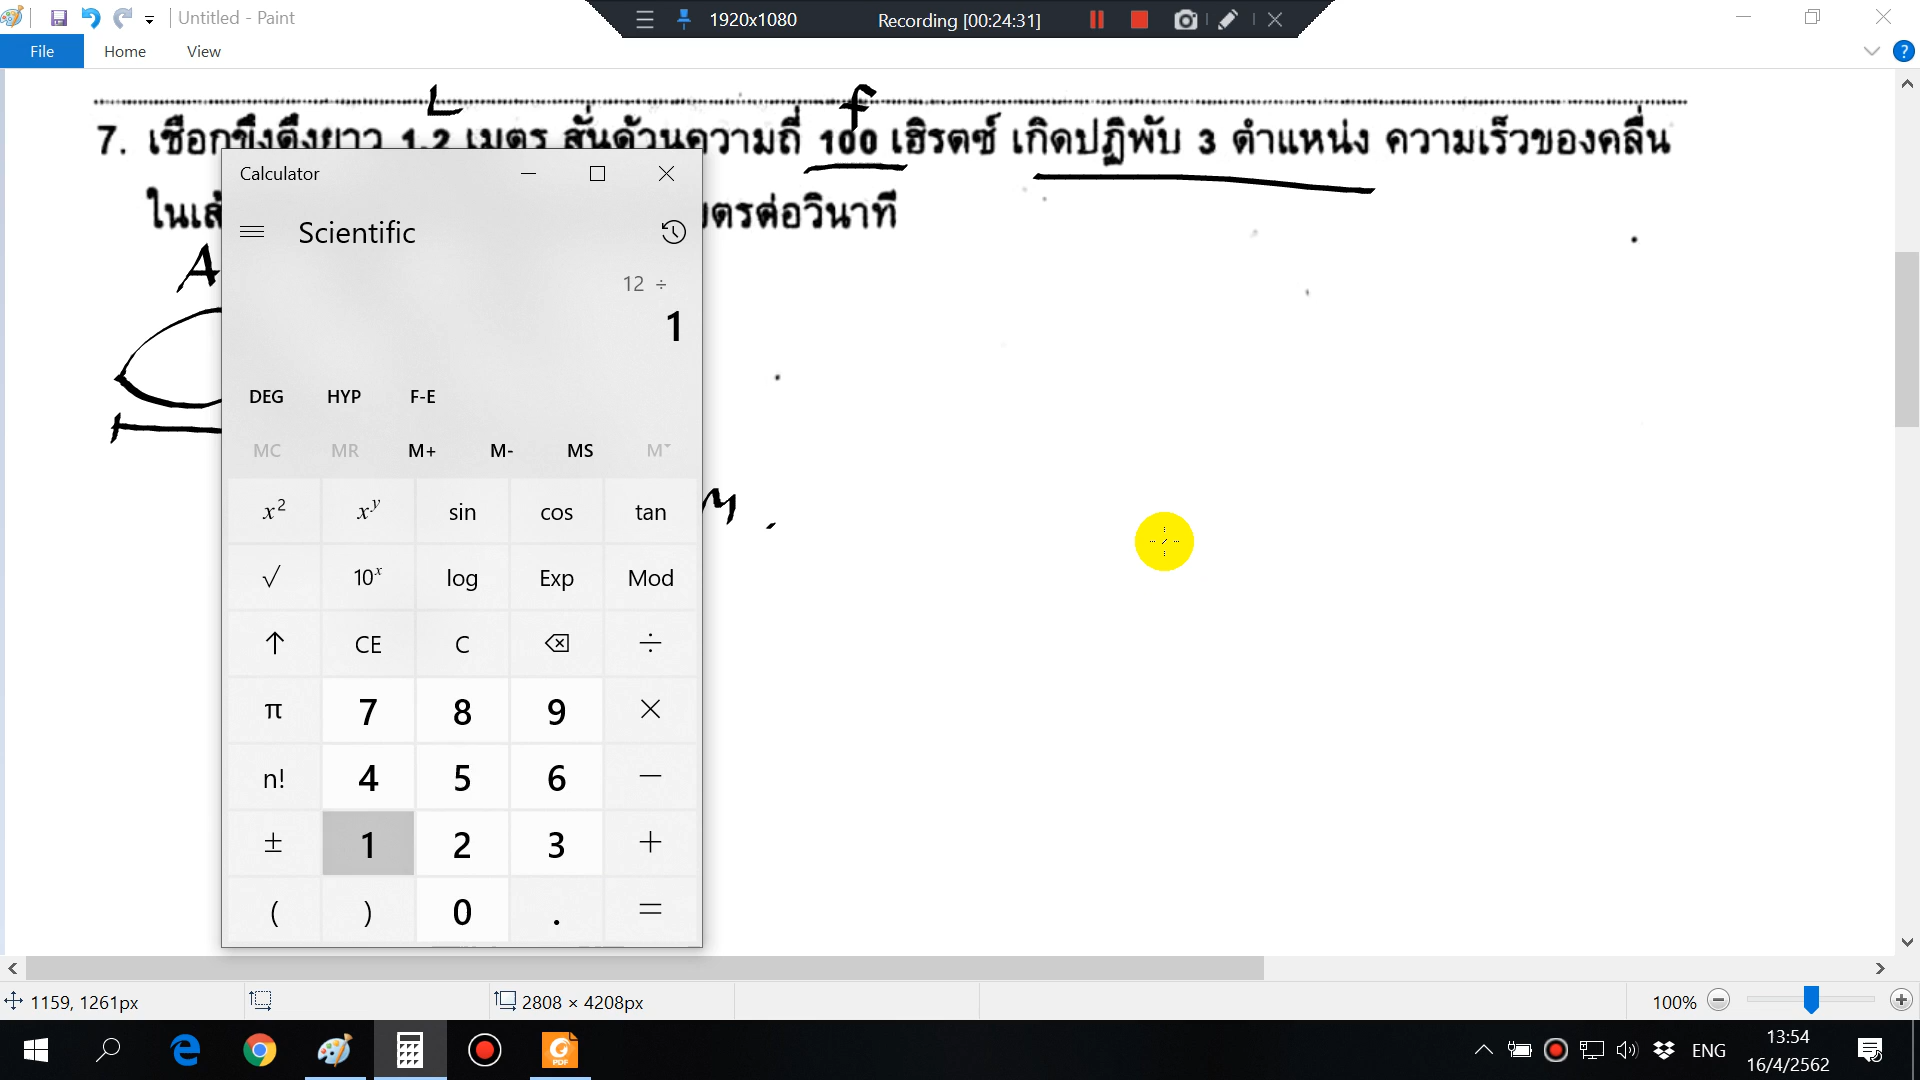 Untitled - Paint
1920x1080
Recording [00:24:31]
File
Home
View
?
L
f
7. เชือกขึงตึงยาว 1.2 เมตร สั่นด้วยความถี่ 100 เฮิรตซ์ เกิดปฏิพับ 3 ตำแหน่ง ความเร็วของคลื่น
ในเส้
ตรต่อวินาที
A
M
Calculator
Scientific
12 ÷
1
DEG HYP F-E
MC MR M+ M- MS M
x² xʸ sin cos tan
√ 10ˣ log Exp Mod
↑ CE C ÷
π 7 8 9 ×
n! 4 5 6 −
± 1 2 3 +
( ) 0 . =
1159, 1261px
2808 × 4208px
100%
PDF
ENG
13:54
16/4/2562